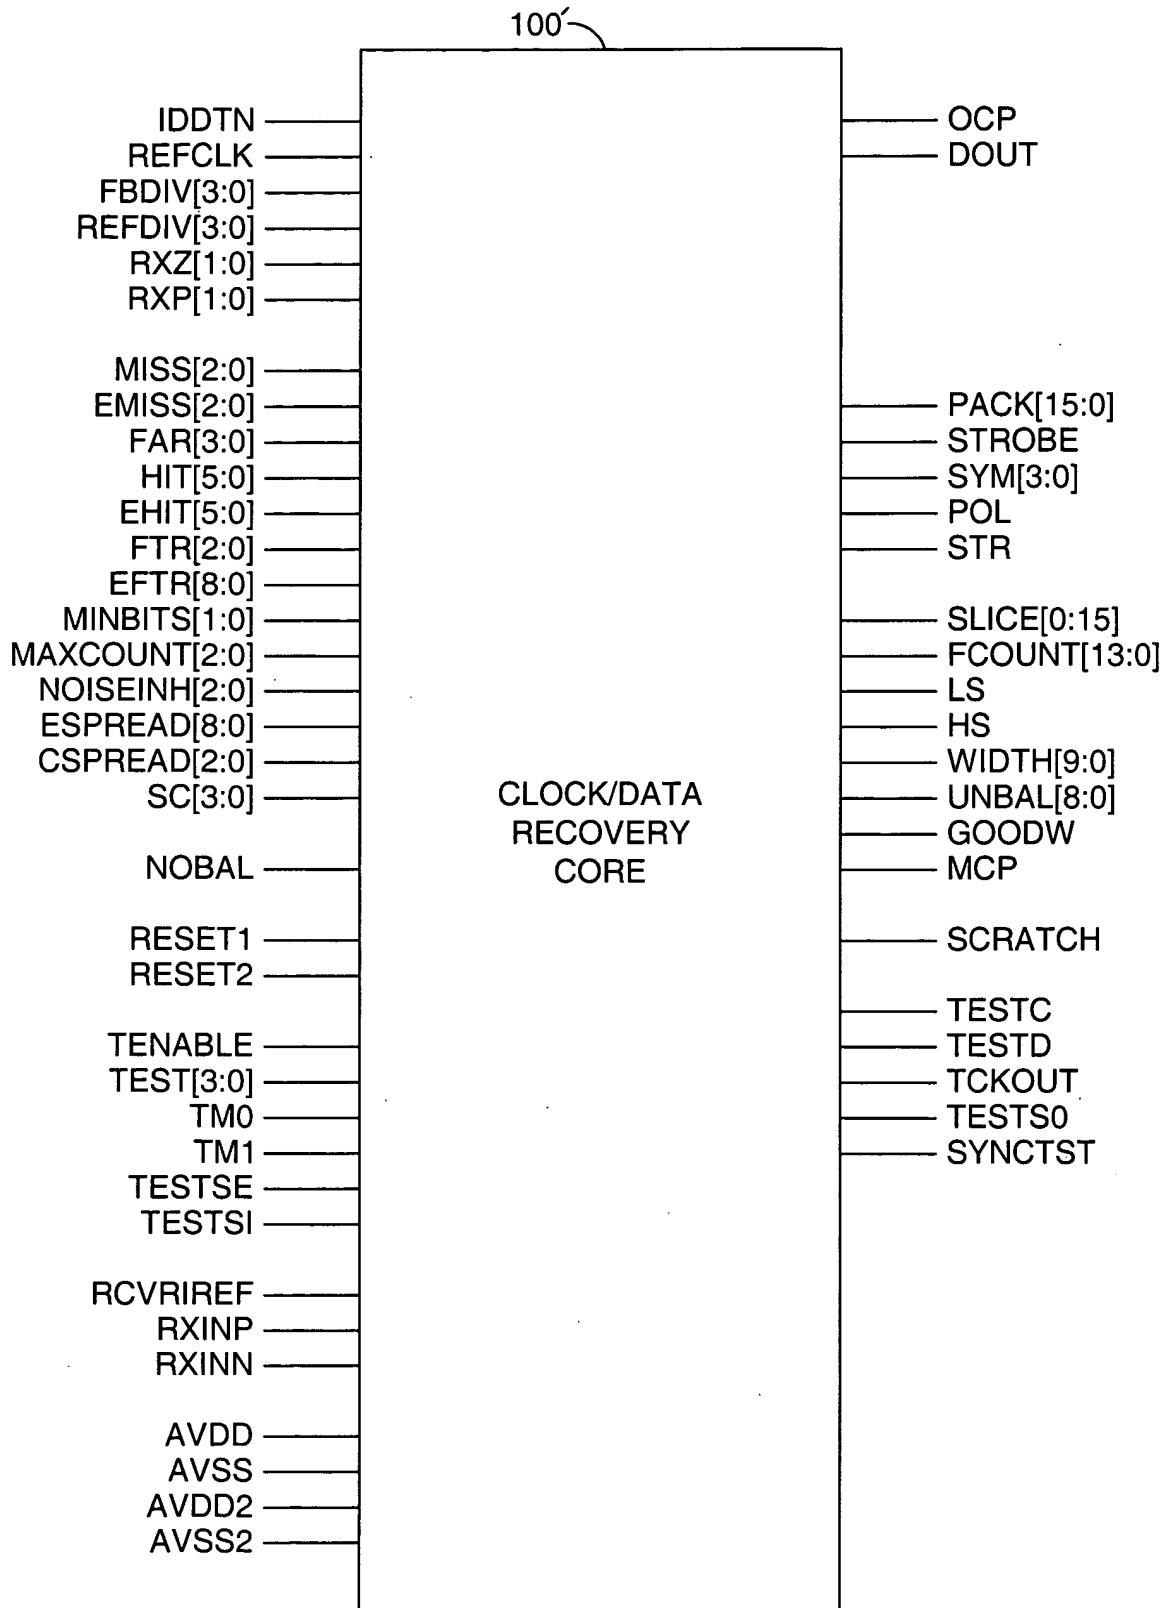 100′
IDDTN
REFCLK
FBDIV[3:0]
REFDIV[3:0]
RXZ[1:0]
RXP[1:0]
MISS[2:0]
EMISS[2:0]
FAR[3:0]
HIT[5:0]
EHIT[5:0]
FTR[2:0]
EFTR[8:0]
MINBITS[1:0]
MAXCOUNT[2:0]
NOISEINH[2:0]
ESPREAD[8:0]
CSPREAD[2:0]
SC[3:0]
NOBAL
RESET1
RESET2
TENABLE
TEST[3:0]
TM0
TM1
TESTSE
TESTSI
RCVRIREF
RXINP
RXINN
AVDD
AVSS
AVDD2
AVSS2
CLOCK/DATA
RECOVERY
CORE
OCP
DOUT
PACK[15:0]
STROBE
SYM[3:0]
POL
STR
SLICE[0:15]
FCOUNT[13:0]
LS
HS
WIDTH[9:0]
UNBAL[8:0]
GOODW
MCP
SCRATCH
TESTC
TESTD
TCKOUT
TESTS0
SYNCTST